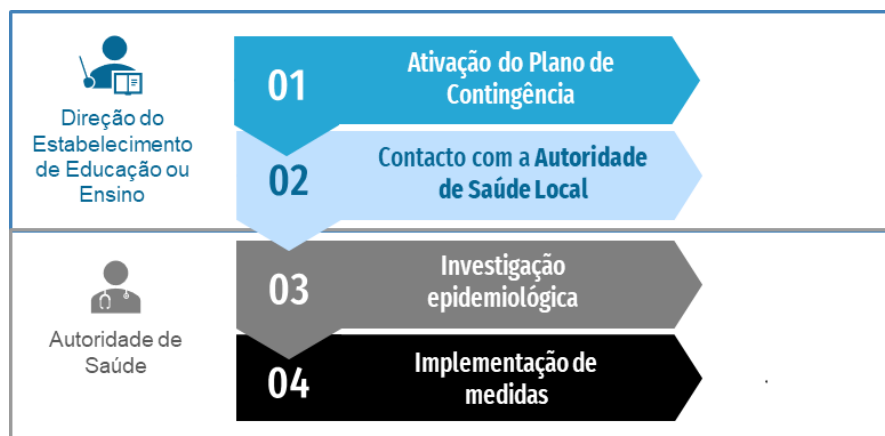 Direção do
Estabelecimento
de Educação ou
Ensino
01
Ativação do Plano de
Contingência
02
Contacto com a Autoridade
de Saúde Local
Autoridade de
Saúde
03
Investigação
epidemiológica
04
Implementação de
medidas
.